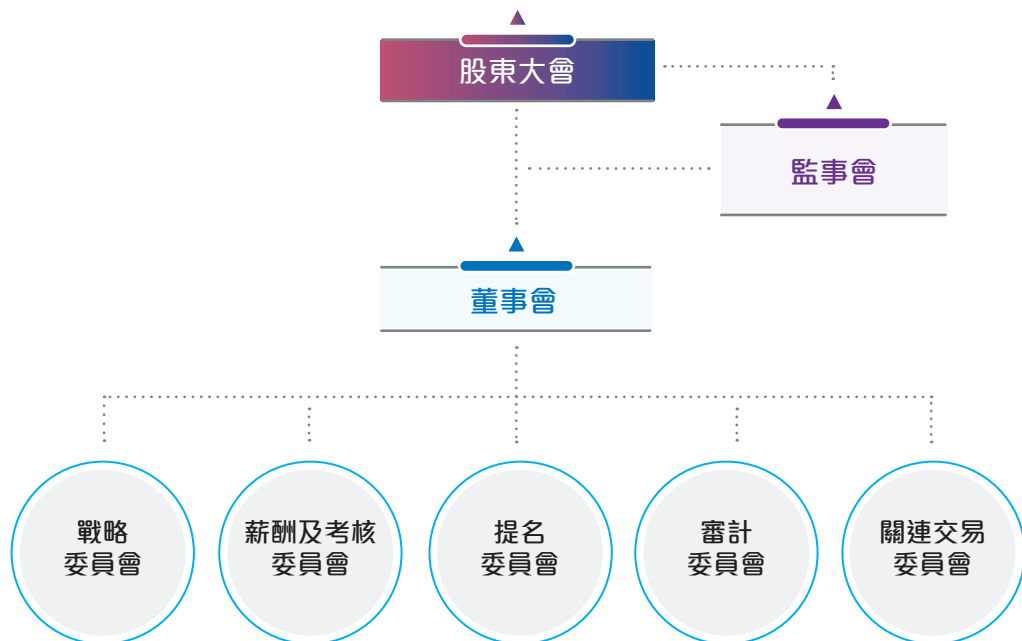 股東大會
監事會
董事會
戰略
委員會
薪酬及考核
委員會
提名
委員會
審計
委員會
關連交易
委員會